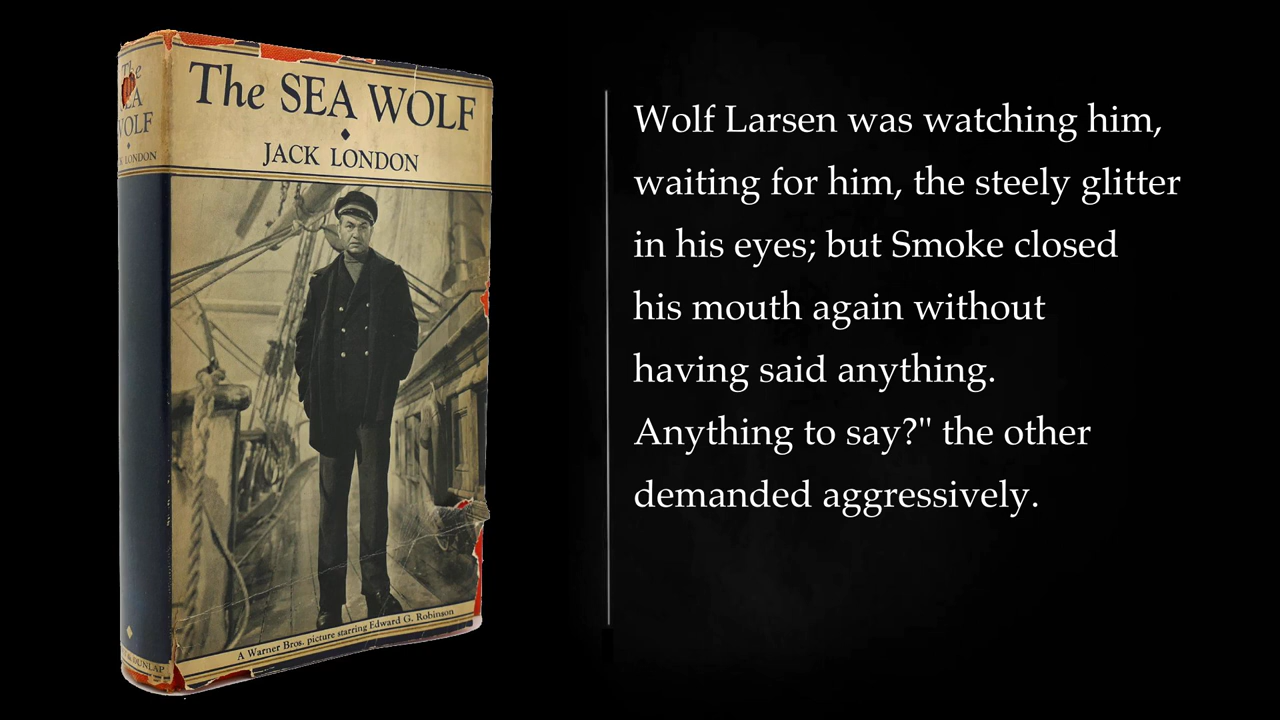 The SEA WOLF
JACK LONDON
A Warner Bros. picture starring Edward G. Robinson
The
WOLF
LONDON
DUNLAP
Wolf Larsen was watching him,
waiting for him, the steely glitter
in his eyes; but Smoke closed
his mouth again without
having said anything.
Anything to say?" the other
demanded aggressively.